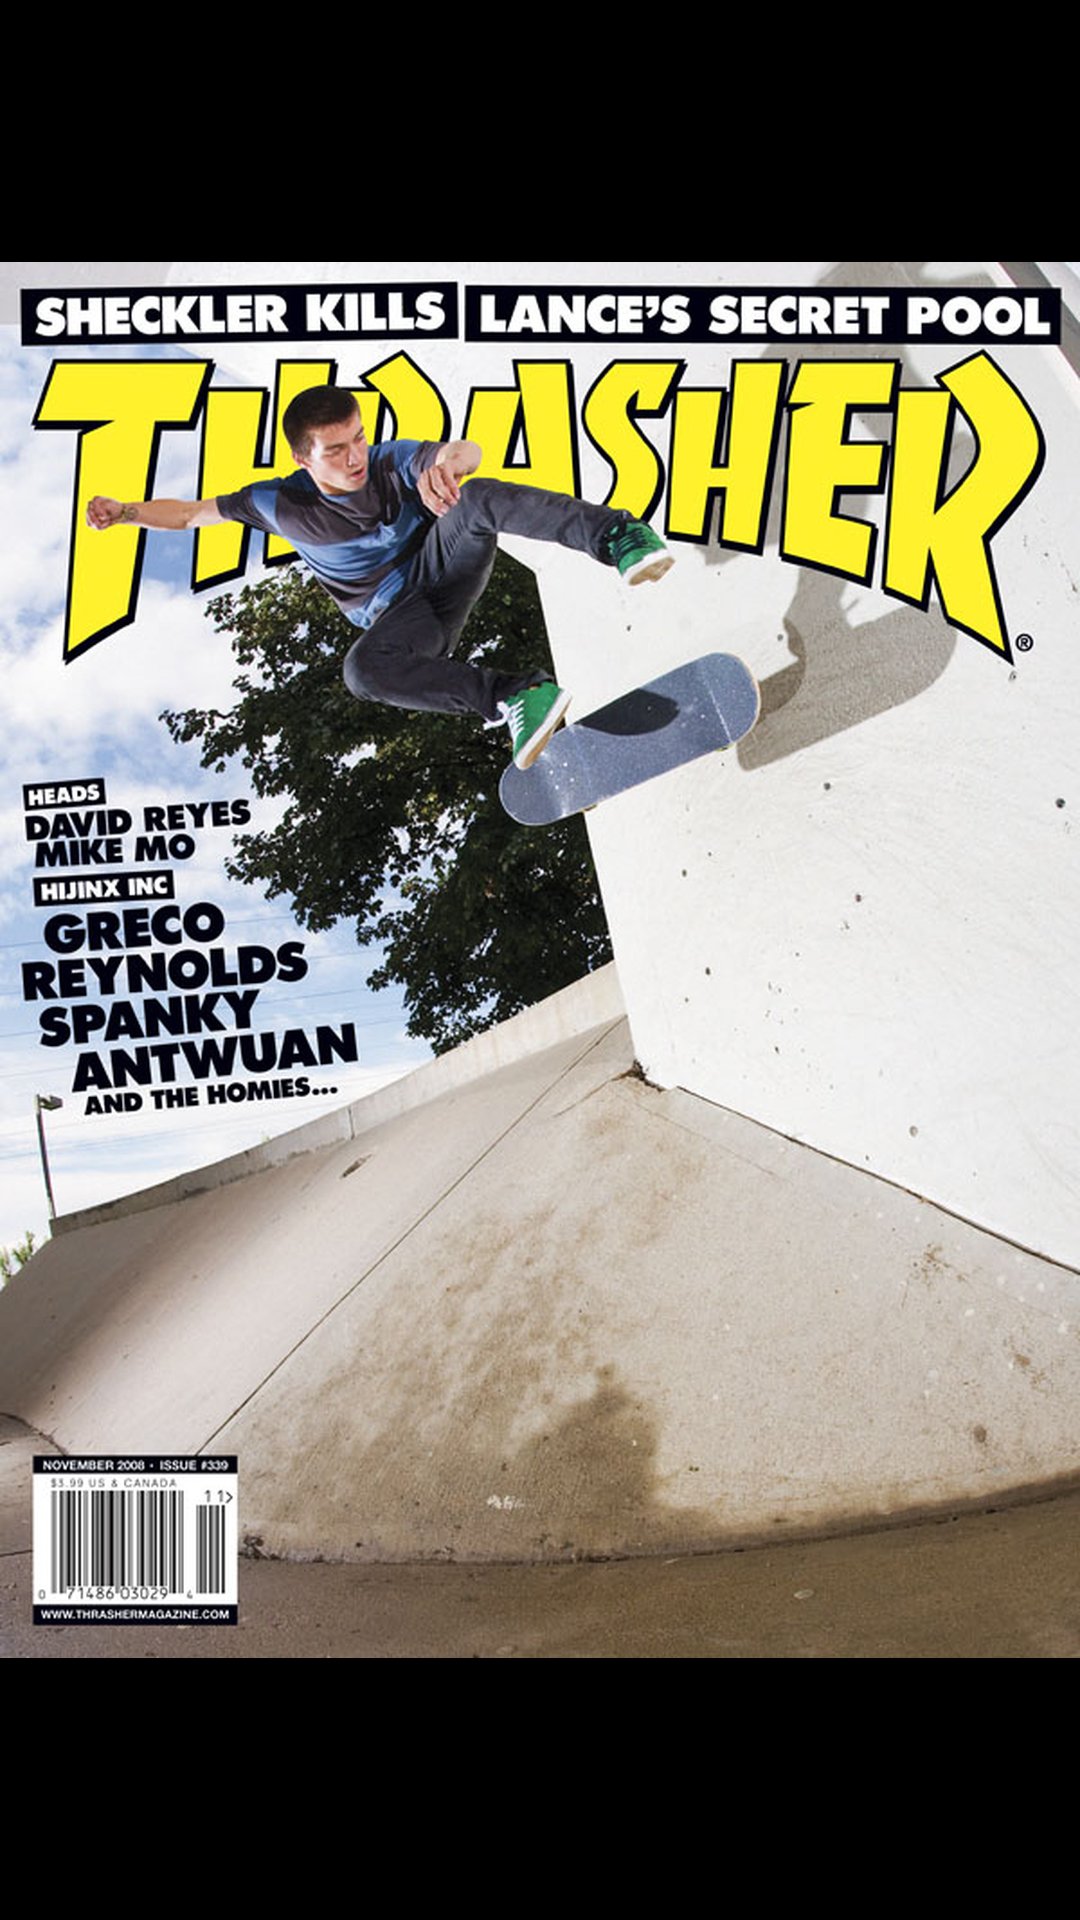 SHECKLER KILLS
LANCE'S SECRET POOL
THRASHER®
HEADS
DAVID REYES
MIKE MO
HIJINX INC
GRECO
REYNOLDS
SPANKY
ANTWUAN
AND THE HOMIES...
NOVEMBER 2008 • ISSUE #339
$3.99 US & CANADA
11>
0 71486 03029 4
WWW.THRASHERMAGAZINE.COM